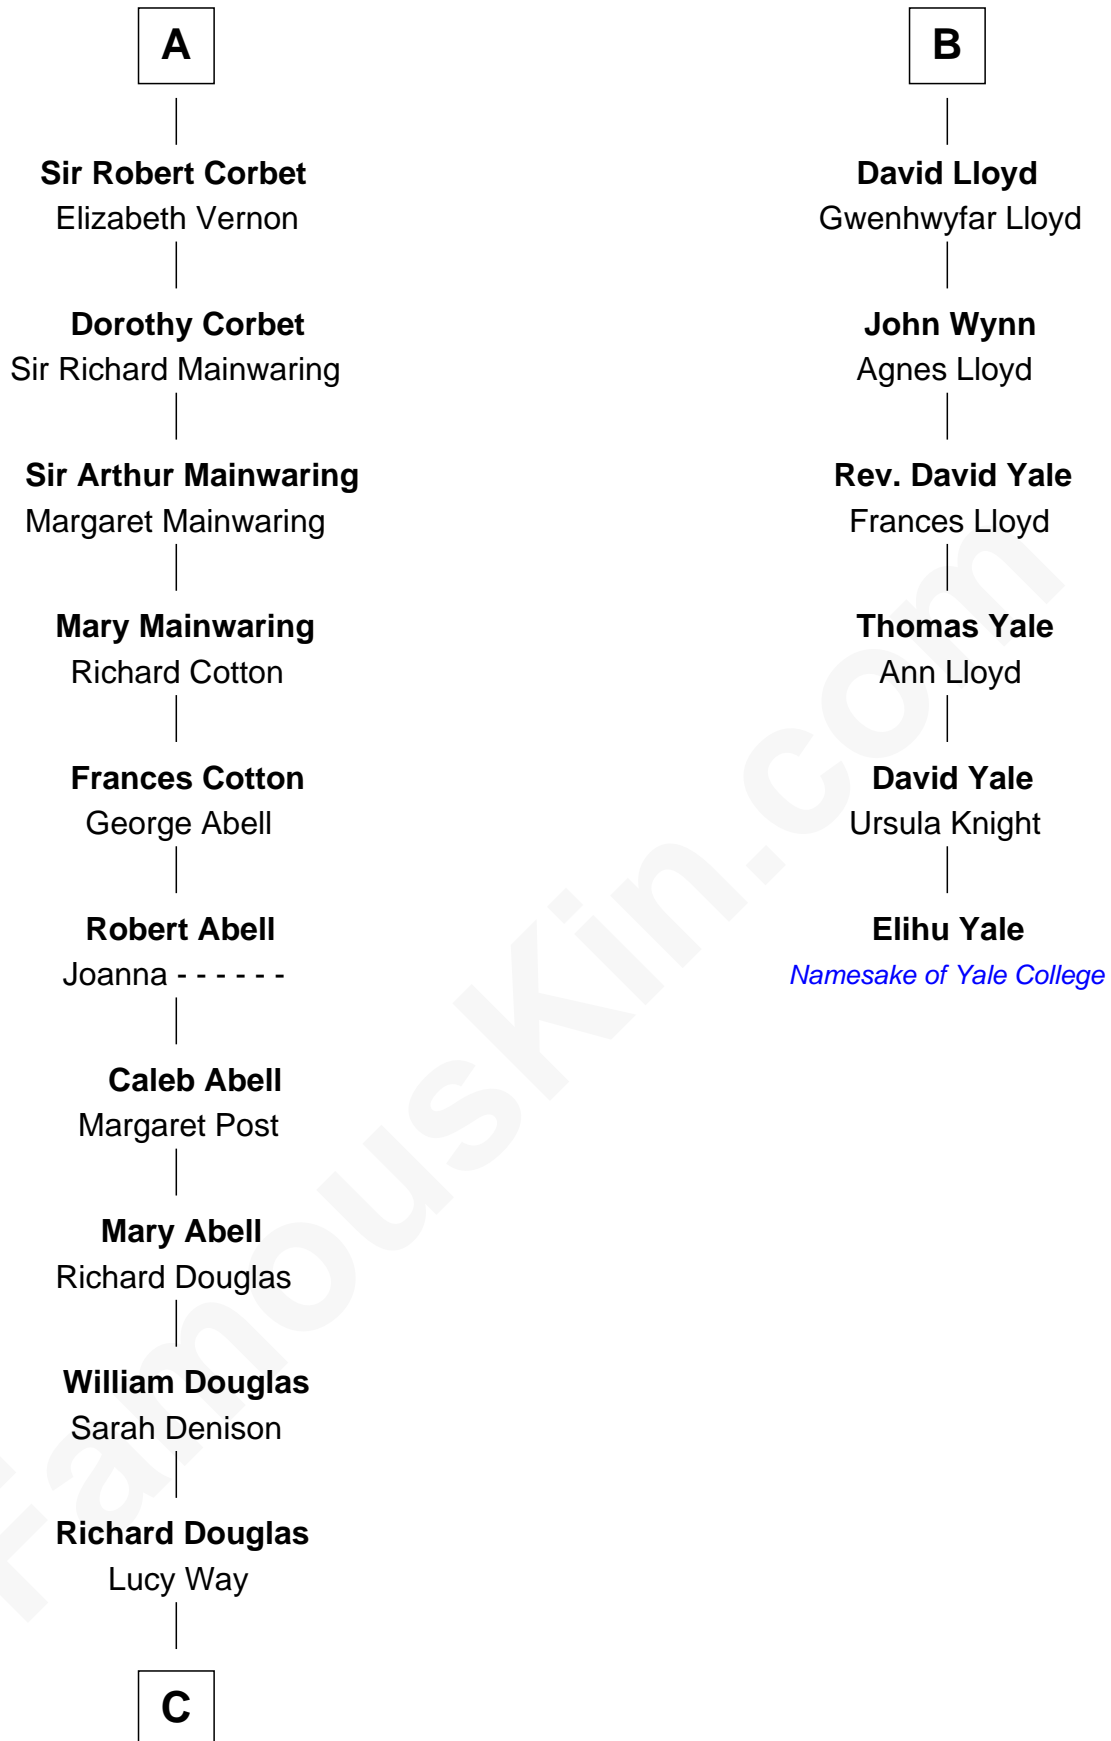 A
Sir Robert Corbet
Elizabeth Vernon
Dorothy Corbet
Sir Richard Mainwaring
Sir Arthur Mainwaring
Margaret Mainwaring
Mary Mainwaring
Richard Cotton
Frances Cotton
George Abell
Robert Abell
Joanna - - - - - -
Caleb Abell
Margaret Post
Mary Abell
Richard Douglas
William Douglas
Sarah Denison
Richard Douglas
Lucy Way
C
B
David Lloyd
Gwenhwyfar Lloyd
John Wynn
Agnes Lloyd
Rev. David Yale
Frances Lloyd
Thomas Yale
Ann Lloyd
David Yale
Ursula Knight
Elihu Yale
Namesake of Yale College
FamousKin.com